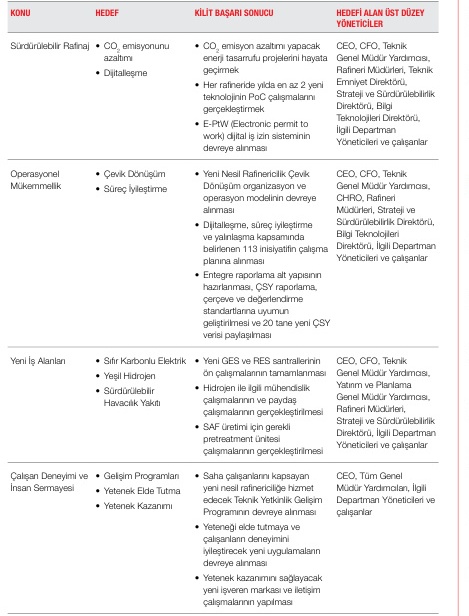 KONU HEDEF KİLİT BAŞARI SONUCU HEDEFİ ALAN ÜST DÜZEY
YÖNETİCİLER
Sürdürülebilir Rafinaj
• CO2 emisyonunu
azaltımı
• Dijitalleşme
• CO2 emisyon azaltımı yapacak
enerji tasarrufu projelerini hayata
geçirmek
• Her rafineride yılda en az 2 yeni
teknolojinin PoC çalışmalarını
gerçekleştirmek
• E-PtW (Electronic permit to
work) dijital iş izin sisteminin
devreye alınması
CEO, CFO, Teknik
Genel Müdür Yardımcısı,
Rafineri Müdürleri, Teknik
Emniyet Direktörü,
Strateji ve Sürdürülebilirlik
Direktörü, Bilgi
Teknolojileri Direktörü,
İlgili Departman
Yöneticileri ve çalışanlar
Operasyonel
Mükemmellik
• Çevik Dönüşüm
• Süreç İyileştirme
• Yeni Nesil Rafinericilik Çevik
Dönüşüm organizasyon ve
operasyon modelinin devreye
alınması
• Dijitalleşme, süreç iyileştirme
ve yalınlaşma kapsamında
belirlenen 113 inisiyatifin çalışma
planına alınması
• Entegre raporlama alt yapısının
hazırlanması, ÇSY raporlama,
çerçeve ve değerlendirme
standartlarına uyumun
geliştirilmesi ve 20 tane yeni ÇSY
verisi paylaşılması
CEO, CFO, Teknik
Genel Müdür Yardımcısı,
CHRO, Rafineri
Müdürleri, Strateji ve
Sürdürülebilirlik Direktörü,
Bilgi Teknolojileri
Direktörü, İlgili Departman
Yöneticileri ve çalışanlar
Yeni İş Alanları
• Sıfır Karbonlu Elektrik
• Yeşil Hidrojen
• Sürdürülebilir
Havacılık Yakıtı
• Yeni GES ve RES santrallerinin
ön çalışmalarının tamamlanması
• Hidrojen ile ilgili mühendislik
çalışmalarının ve paydaş
çalışmalarının gerçekleştirilmesi
• SAF üretimi için gerekli
pretreatment ünitesi
çalışmalarının gerçekleştirilmesi
CEO, CFO, Teknik
Genel Müdür Yardımcısı,
Yatırım ve Planlama
Genel Müdür Yardımcısı,
Rafineri Müdürleri,
Strateji ve Sürdürülebilirlik
Direktörü, İlgili Departman
Yöneticileri ve çalışanlar
Çalışan Deneyimi ve
İnsan Sermayesi
• Gelişim Programları
• Yetenek Elde Tutma
• Yetenek Kazanımı
• Saha çalışanlarını kapsayan
yeni nesil rafinericiliğe hizmet
edecek Teknik Yetkinlik Gelişim
Programının devreye alınması
• Yeteneği elde tutmaya ve
çalışanların deneyimini
iyileştirecek yeni uygulamaların
devreye alınması
• Yetenek kazanımını sağlayacak
yeni işveren markası ve iletişim
çalışmalarının yapılması
CEO, Tüm Genel
Müdür Yardımcıları, İlgili
Departman Yöneticileri ve
çalışanlar